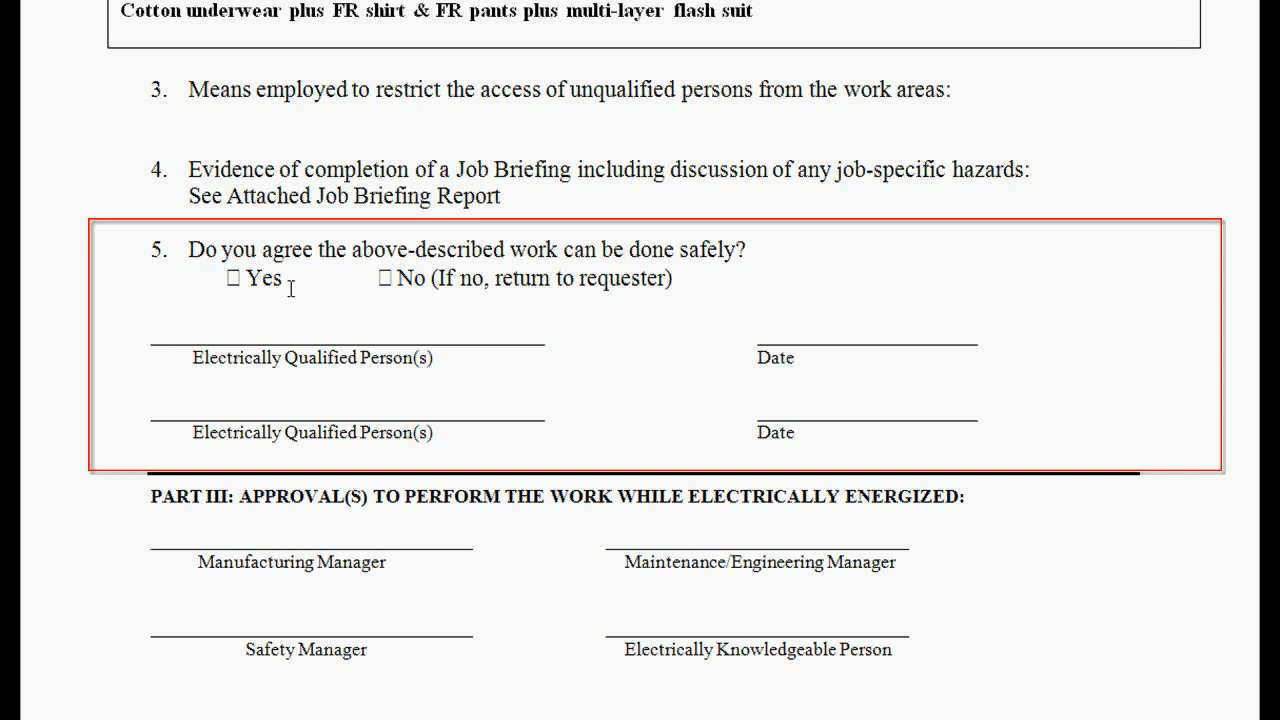 Cotton underwear plus FR shirt & FR pants plus multi-layer flash suit
3. Means employed to restrict the access of unqualified persons from the work areas:
4. Evidence of completion of a Job Briefing including discussion of any job-specific hazards:
See Attached Job Briefing Report
5. Do you agree the above-described work can be done safely?
☐ Yes ☐ No (If no, return to requester)
Electrically Qualified Person(s) Date
Electrically Qualified Person(s) Date
PART III: APPROVAL(S) TO PERFORM THE WORK WHILE ELECTRICALLY ENERGIZED:
Manufacturing Manager Maintenance/Engineering Manager
Safety Manager Electrically Knowledgeable Person